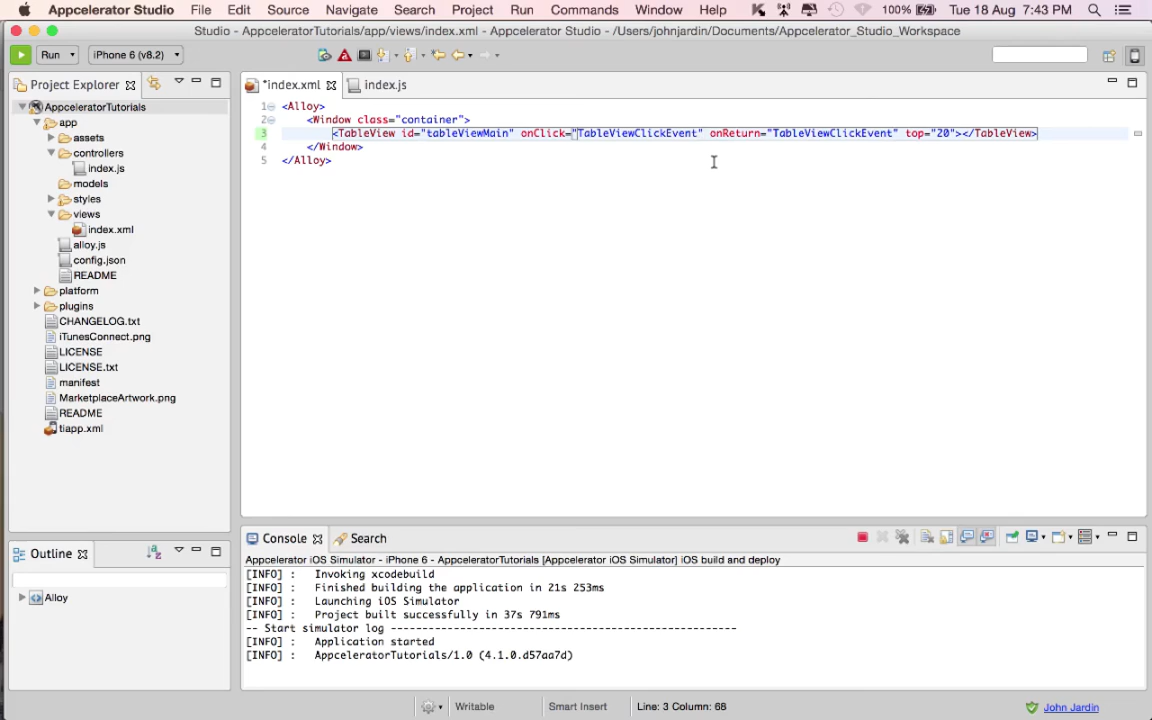 Appcelerator Studio File Edit Source Navigate Search Project Run Commands Window Help 100% Tue 18 Aug 7:43 PM
Studio - AppceleratorTutorials/app/views/index.xml - Appcelerator Studio - /Users/johnjardin/Documents/Appcelerator_Studio_Workspace
Run iPhone 6 (v8.2)
Project Explorer
AppceleratorTutorials
app
assets
controllers
index.js
models
styles
views
index.xml
alloy.js
config.json
README
platform
plugins
CHANGELOG.txt
iTunesConnect.png
LICENSE
LICENSE.txt
manifest
MarketplaceArtwork.png
README
tiapp.xml
Outline
Alloy
*index.xml index.js
1 <Alloy>
2 <Window class="container">
3 <TableView id="tableViewMain" onClick="TableViewClickEvent" onReturn="TableViewClickEvent" top="20"></TableView>
4 </Window>
5 </Alloy>
Console Search
Appcelerator iOS Simulator - iPhone 6 - AppceleratorTutorials [Appcelerator iOS Simulator] iOS build and deploy
[INFO] : Invoking xcodebuild
[INFO] : Finished building the application in 21s 253ms
[INFO] : Launching iOS Simulator
[INFO] : Project built successfully in 37s 791ms
-- Start simulator log --------------------------------------------------
[INFO] : Application started
[INFO] : AppceleratorTutorials/1.0 (4.1.0.d57aa7d)
Writable Smart Insert Line: 3 Column: 68 John Jardin